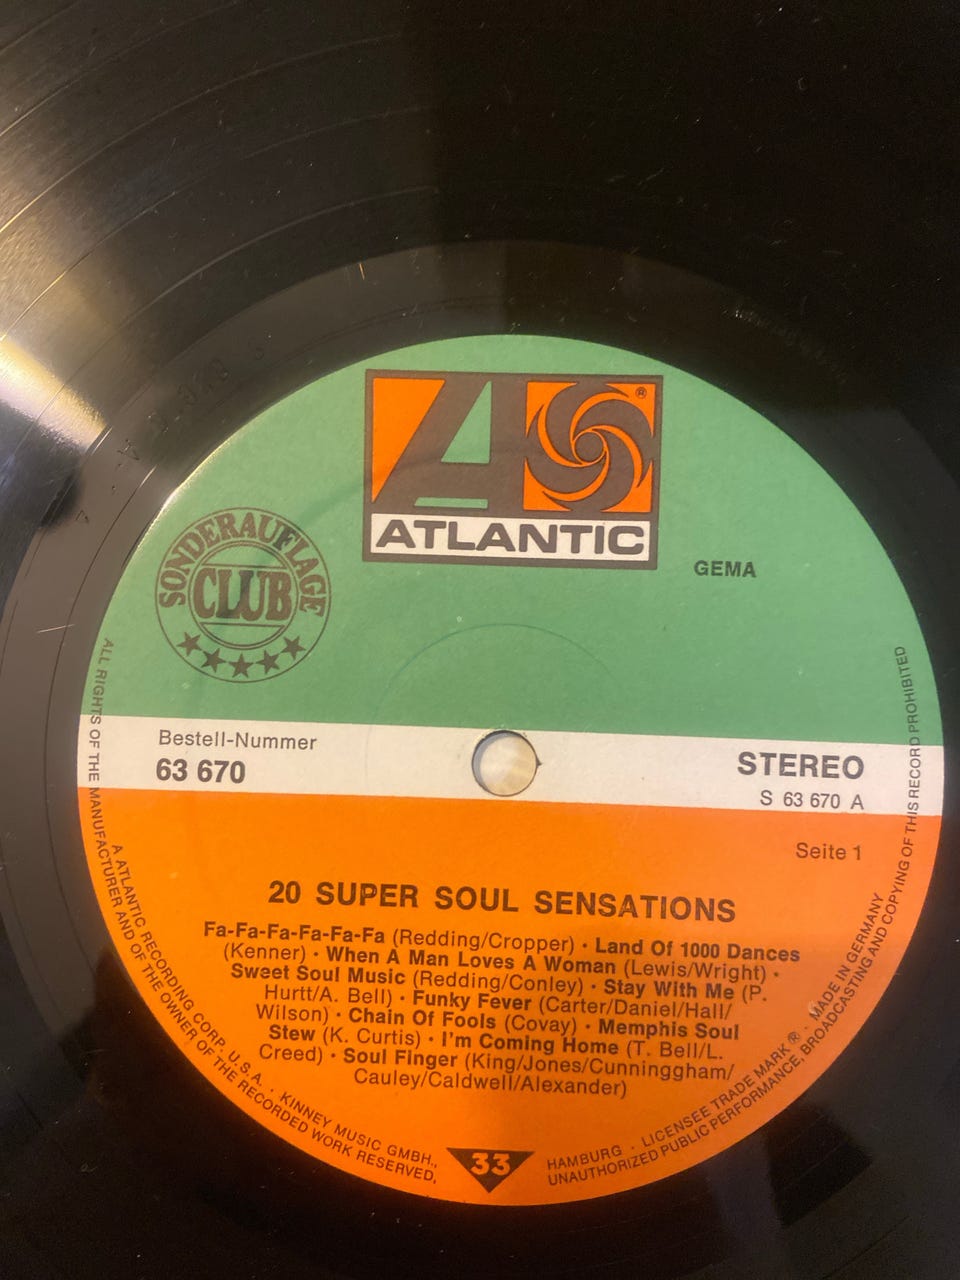 ATLANTIC
®
GEMA
SONDERAUFLAGE
CLUB
Bestell-Nummer
63 670
STEREO
S 63 670 A
Seite 1
20 SUPER SOUL SENSATIONS
Fa-Fa-Fa-Fa-Fa-Fa (Redding/Cropper) · Land Of 1000 Dances
(Kenner) · When A Man Loves A Woman (Lewis/Wright) ·
Sweet Soul Music (Redding/Conley) · Stay With Me (P.
Hurtt/A. Bell) · Funky Fever (Carter/Daniel/Hall/
Wilson) · Chain Of Fools (Covay) · Memphis Soul
Stew (K. Curtis) · I'm Coming Home (T. Bell/L.
Creed) · Soul Finger (King/Jones/Cunninggham/
Cauley/Caldwell/Alexander)
33
ALL RIGHTS OF THE MANUFACTURER AND OF THE OWNER OF THE RECORDED WORK RESERVED, UNAUTHORIZED PUBLIC PERFORMANCE, BROADCASTING AND COPYING OF THIS RECORD PROHIBITED
A ATLANTIC RECORDING CORP. U.S.A. · KINNEY MUSIC GMBH., HAMBURG · LICENSEE TRADE MARK ® · MADE IN GERMANY